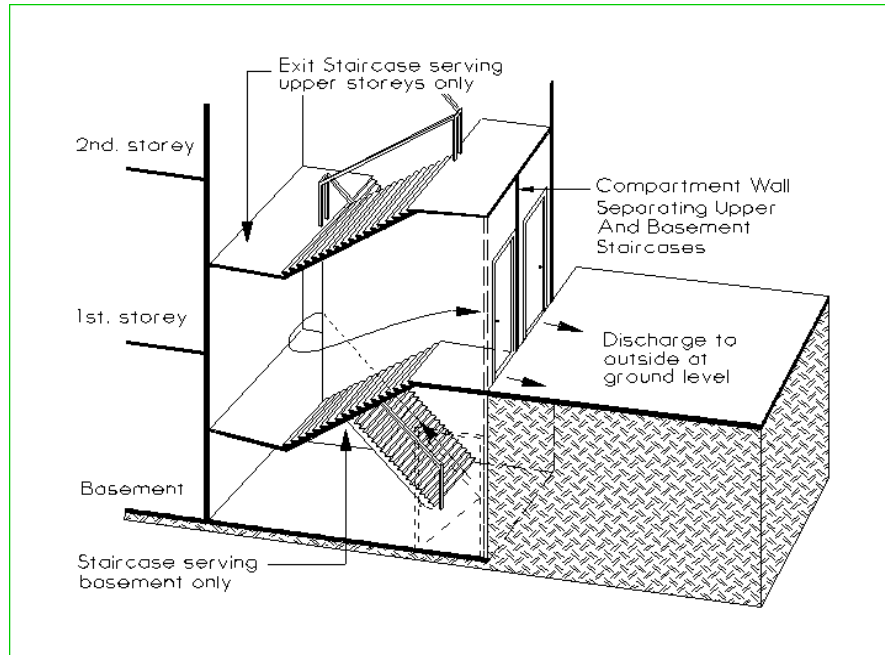 Exit Staircase serving
upper storeys only
2nd. storey
Compartment Wall
Separating Upper
And Basement
Staircases
1st. storey
Discharge to
outside at
ground level
Basement
Staircase serving
basement only